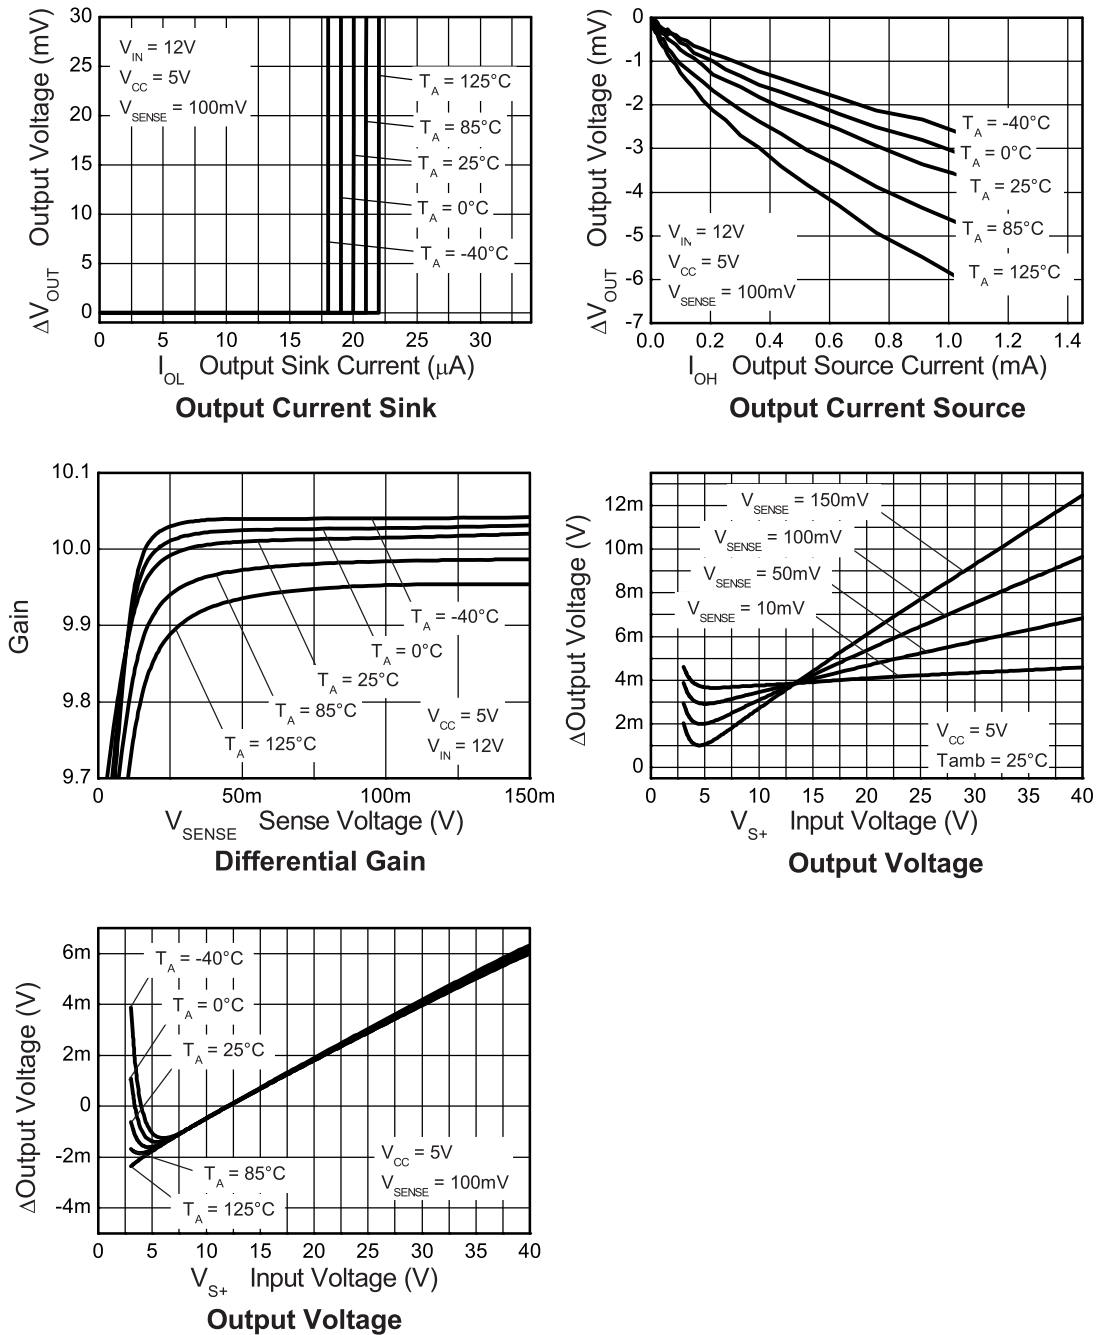 30
25
20
15
10
5
0
ΔV_OUT Output Voltage (mV)
V_IN = 12V
V_CC = 5V
V_SENSE = 100mV
T_A = 125°C
T_A = 85°C
T_A = 25°C
T_A = 0°C
T_A = -40°C
0 5 10 15 20 25 30
I_OL Output Sink Current (μA)
Output Current Sink
0
-1
-2
-3
-4
-5
-6
-7
ΔV_OUT Output Voltage (mV)
T_A = -40°C
T_A = 0°C
T_A = 25°C
T_A = 85°C
T_A = 125°C
V_IN = 12V
V_CC = 5V
V_SENSE = 100mV
0.0 0.2 0.4 0.6 0.8 1.0 1.2 1.4
I_OH Output Source Current (mA)
Output Current Source
10.1
10.0
9.9
9.8
9.7
Gain
T_A = -40°C
T_A = 0°C
T_A = 25°C
T_A = 85°C
T_A = 125°C
V_CC = 5V
V_IN = 12V
0 50m 100m 150m
V_SENSE Sense Voltage (V)
Differential Gain
12m
10m
8m
6m
4m
2m
0
ΔOutput Voltage (V)
V_SENSE = 150mV
V_SENSE = 100mV
V_SENSE = 50mV
V_SENSE = 10mV
V_CC = 5V
Tamb = 25°C
0 5 10 15 20 25 30 35 40
V_S+ Input Voltage (V)
Output Voltage
6m
4m
2m
0
-2m
-4m
ΔOutput Voltage (V)
T_A = -40°C
T_A = 0°C
T_A = 25°C
T_A = 85°C
T_A = 125°C
V_CC = 5V
V_SENSE = 100mV
0 5 10 15 20 25 30 35 40
V_S+ Input Voltage (V)
Output Voltage